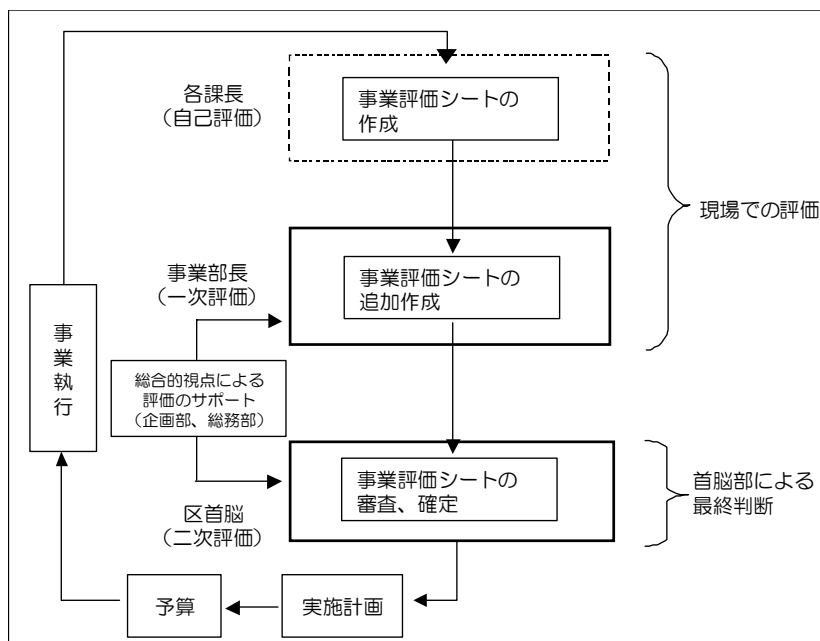 各課長
（自己評価）
事業評価シートの
作成
現場での評価
事業部長
（一次評価）
事業評価シートの
追加作成
事業執行
総合的視点による
評価のサポート
（企画部、総務部）
区首脳
（二次評価）
事業評価シートの
審査、確定
首脳部による
最終判断
予算
実施計画